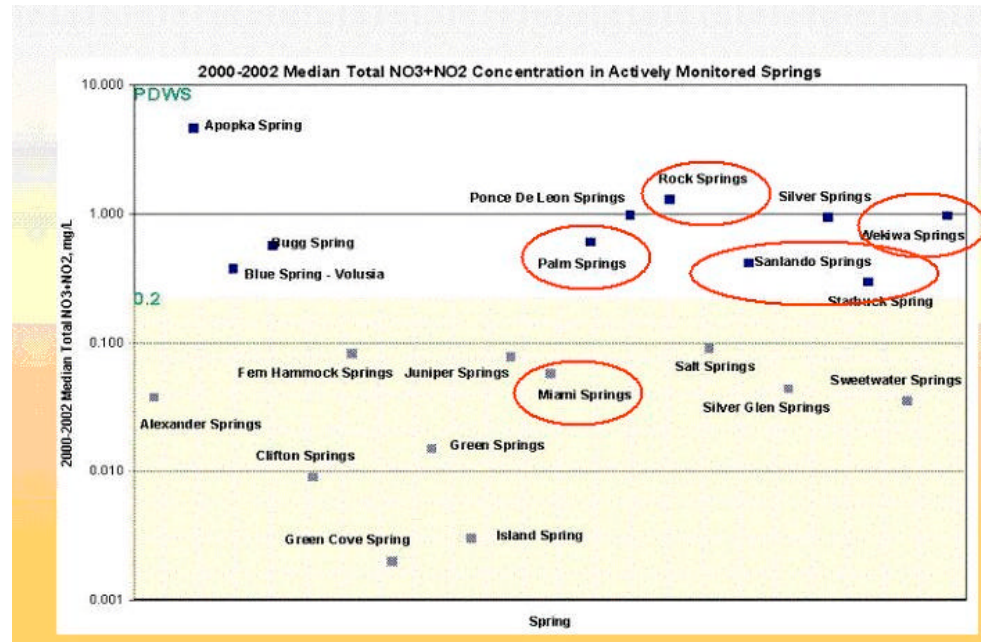 2000-2002 Median Total NO3+NO2 Concentration in Actively Monitored Springs
2000-2002 Median Total NO3+NO2, mg/L
10.000
PDWS
Apopka Spring
Rock Springs
Ponce De Leon Springs
Silver Springs
1.000
Wekiwa Springs
Bugg Spring
Palm Springs
Sanlando Springs
Blue Spring - Volusia
0.2
Starbuck Spring
0.100
Fern Hammock Springs
Juniper Springs
Salt Springs
Sweetwater Springs
Miami Springs
Silver Glen Springs
Alexander Springs
Green Springs
Clifton Springs
0.010
Green Cove Spring
Island Spring
0.001
Spring